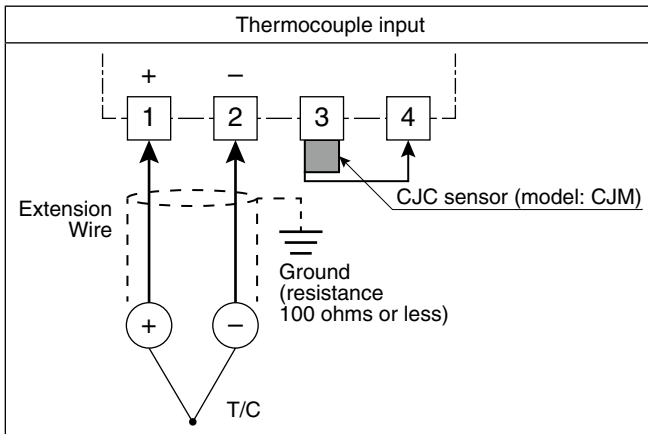 Thermocouple input
+ −
1 2 3 4
CJC sensor (model: CJM)
Extension
Wire
Ground
(resistance
100 ohms or less)
+ −
T/C